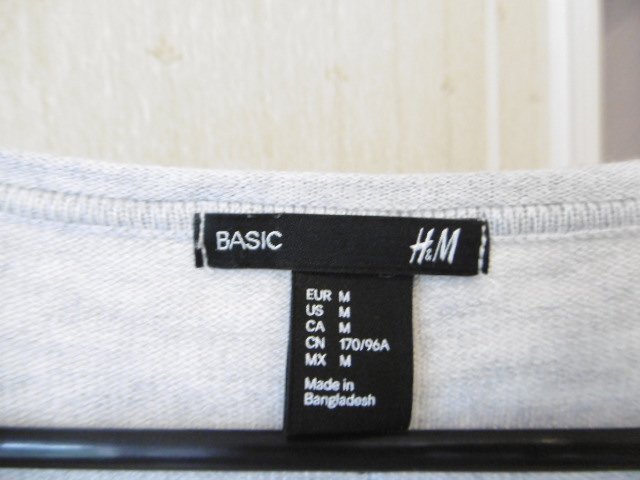 BASIC H&M
EUR M
US M
CA M
CN 170/96A
MX M
Made in
Bangladesh